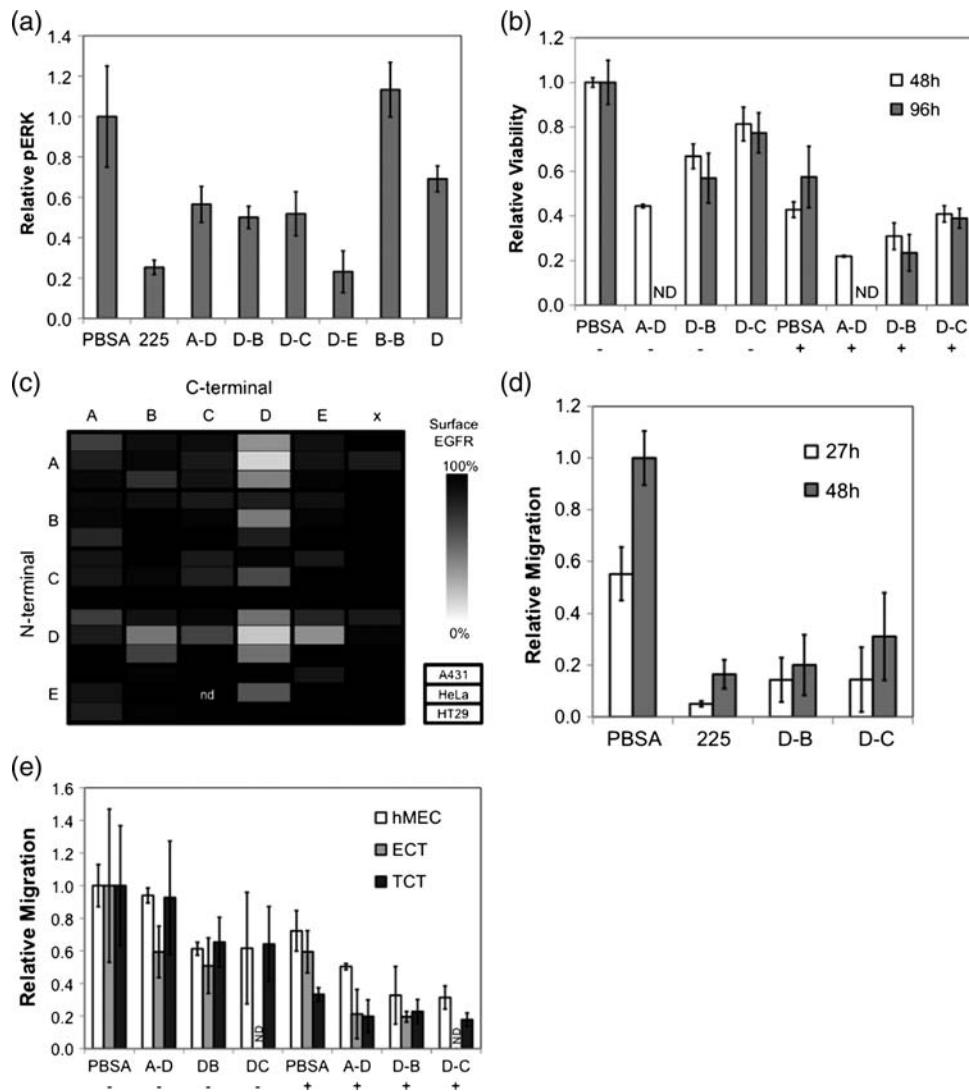 (a)
Relative pERK
1.4
1.2
1.0
0.8
0.6
0.4
0.2
0.0
PBSA 225 A-D D-B D-C D-E B-B D
(b)
Relative Viability
1.2
1.0
0.8
0.6
0.4
0.2
0.0
48h
96h
ND
ND
PBSA A-D D-B D-C PBSA A-D D-B D-C
- - - - + + + +
(c)
C-terminal
A B C D E x
N-terminal
A
B
C
D
E
nd
Surface
EGFR
100%
0%
A431
HeLa
HT29
(d)
Relative Migration
1.2
1.0
0.8
0.6
0.4
0.2
0.0
27h
48h
PBSA 225 D-B D-C
(e)
Relative Migration
1.6
1.4
1.2
1.0
0.8
0.6
0.4
0.2
0.0
hMEC
ECT
TCT
ND
ND
PBSA A-D DB DC PBSA A-D D-B D-C
- - - - + + + +